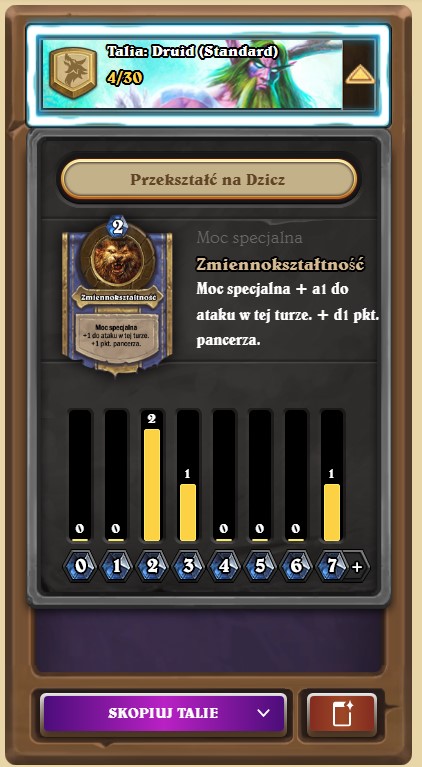 Talia: Druid (Standard)
4/30
Przekształć na Dzicz
2
Zmiennokształtność
Moc specjalna
+1 do ataku w tej turze.
+1 pkt. pancerza.
Moc specjalna
Zmiennokształtność
Moc specjalna + a1 do
ataku w tej turze. + d1 pkt.
pancerza.
0 0 2 1 0 0 0 1
0 1 2 3 4 5 6 7 +
SKOPIUJ TALIE